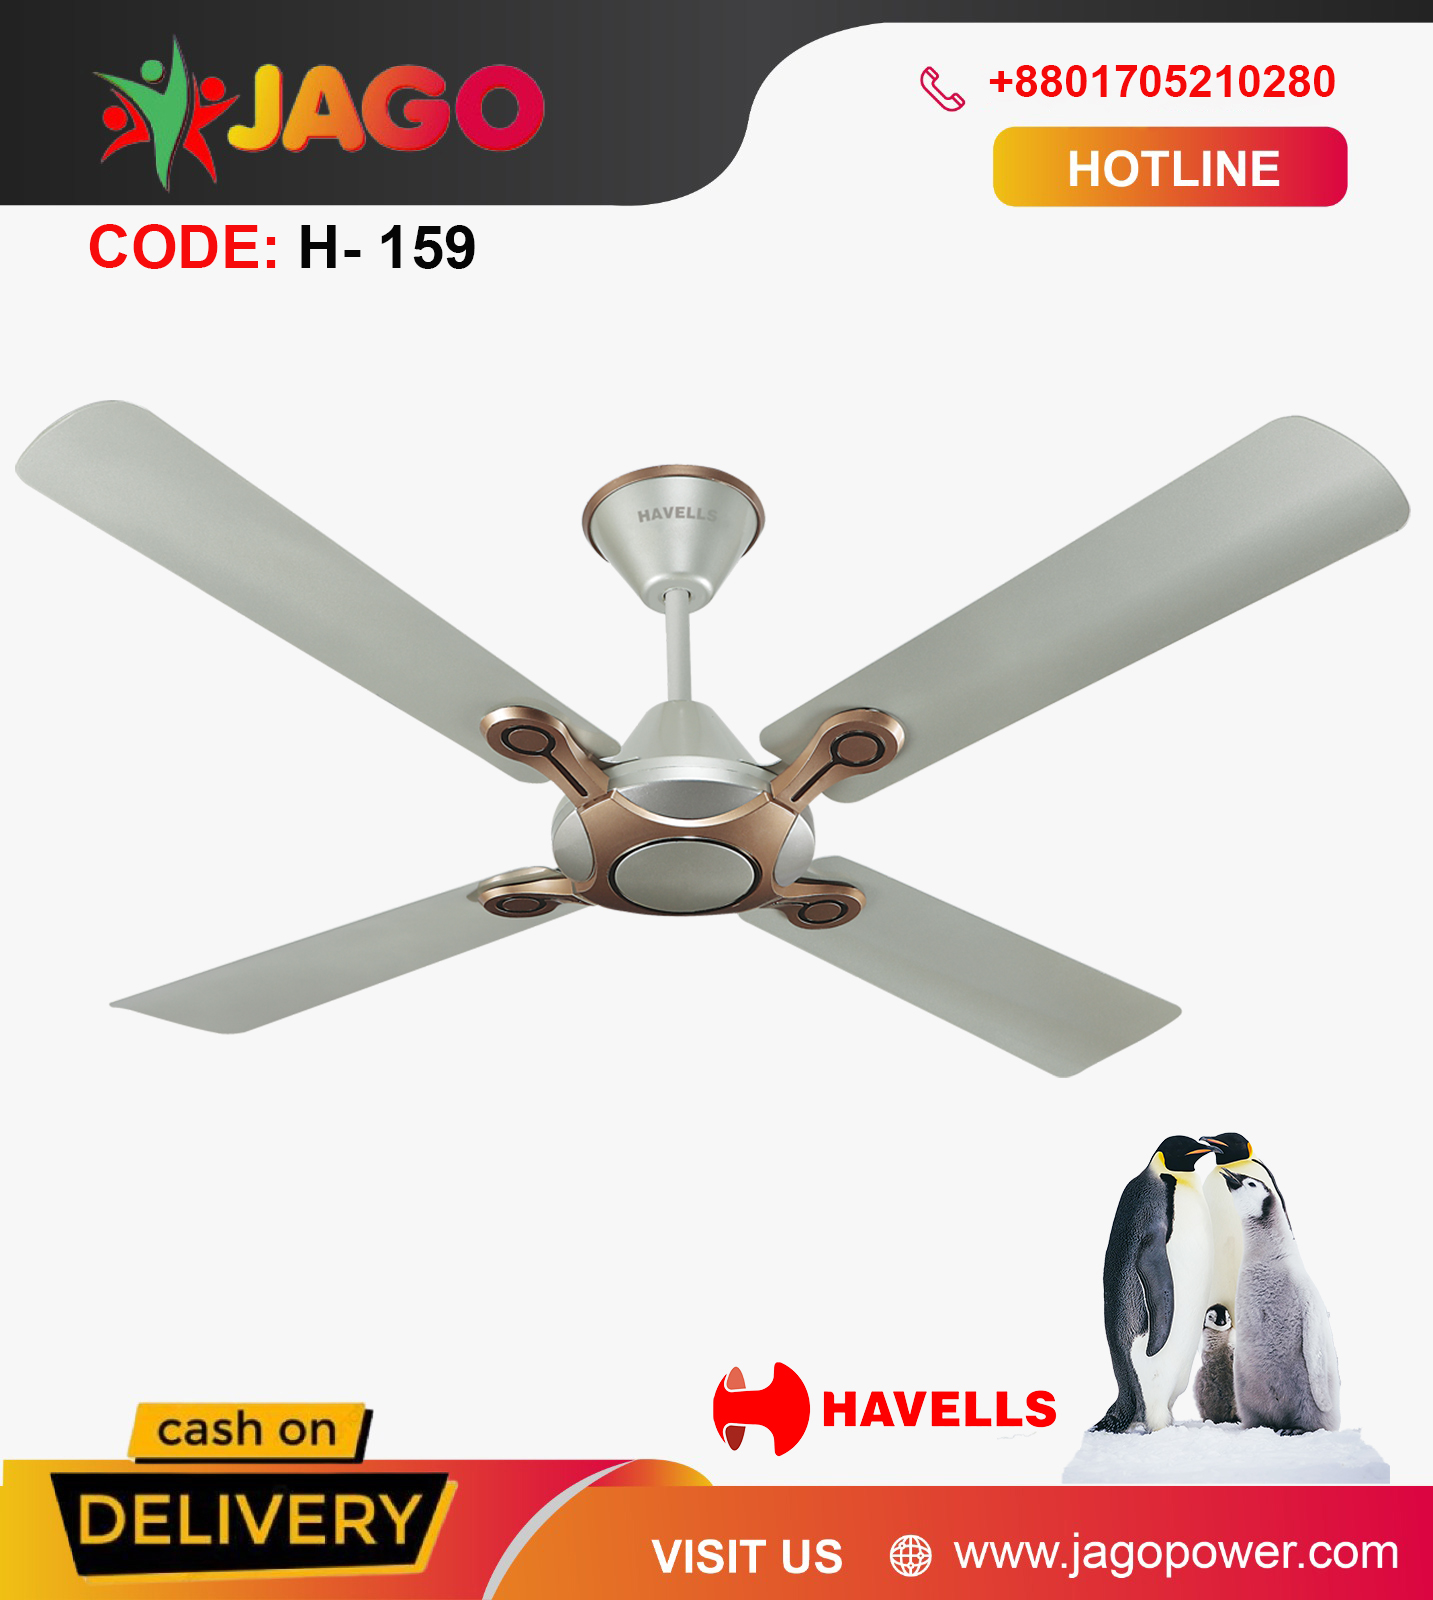 JAGO
+8801705210280
HOTLINE
CODE: H- 159
HAVELLS
HAVELLS
cash on
DELIVERY
VISIT US www.jagopower.com